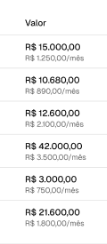 Valor
R$ 15.000,00
R$ 1.250,00/mês
R$ 10.680,00
R$ 890,00/mês
R$ 12.600,00
R$ 2.100,00/mês
R$ 42.000,00
R$ 3.500,00/mês
R$ 3.000,00
R$ 750,00/mês
R$ 21.600,00
R$ 1.800,00/mês